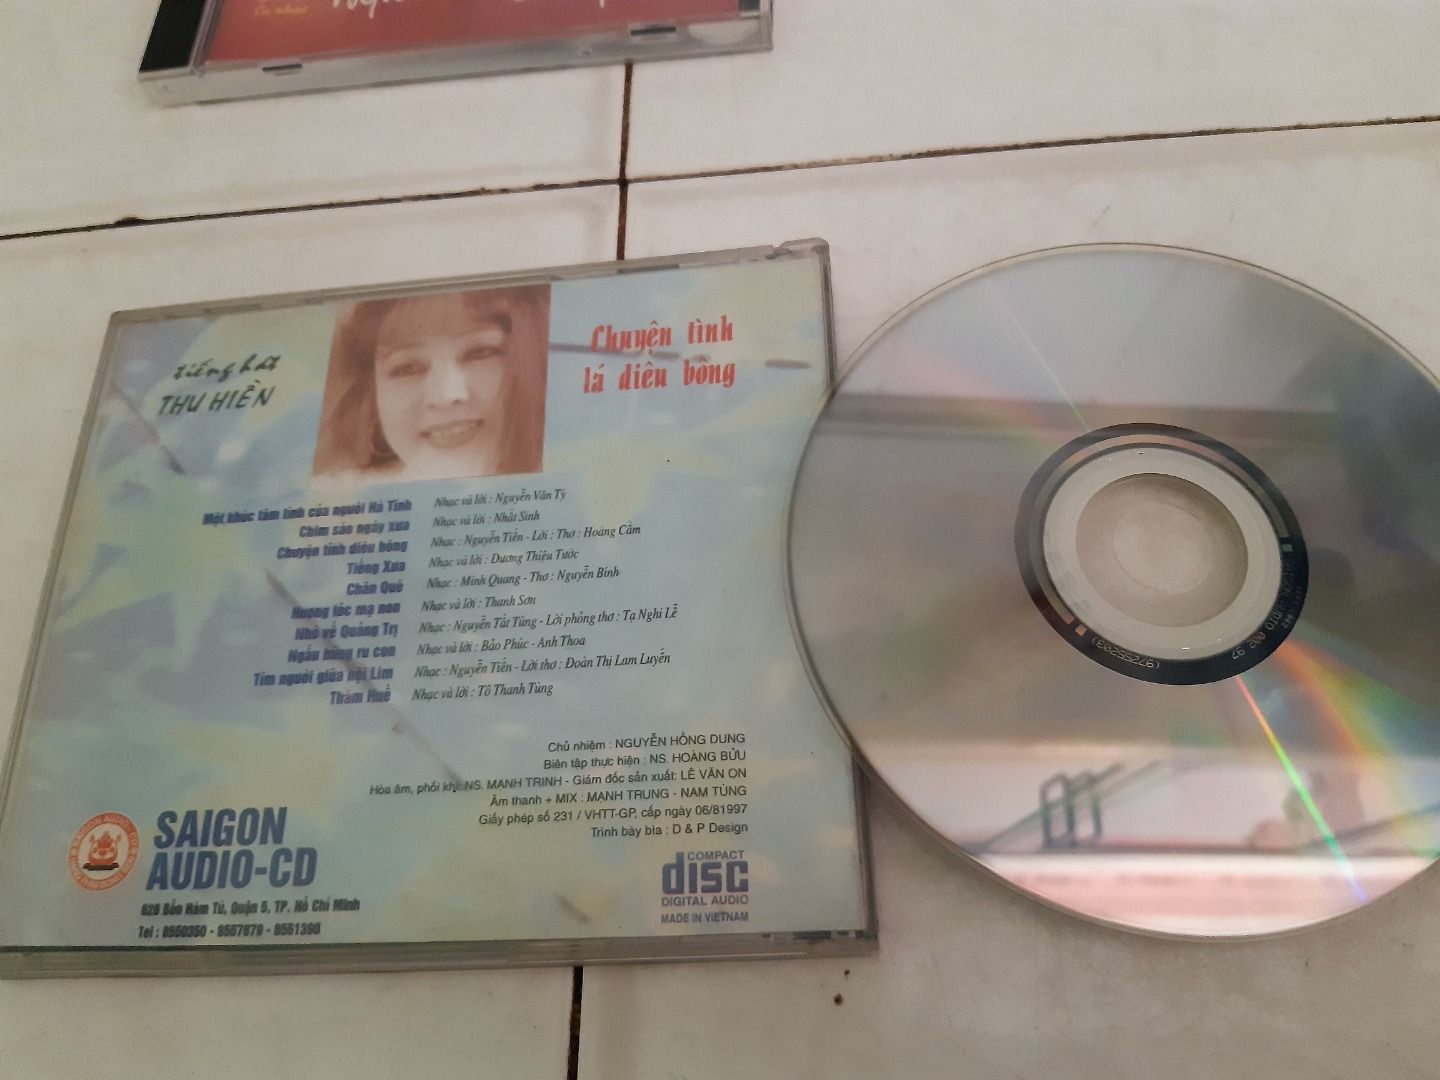 tiếng hát
THU HIỀN
Chuyện tình
lá diêu bông
Một khúc tâm tình của người Hà Tĩnh Nhạc và lời : Nguyễn Văn Tý
Chim sáo ngày xưa Nhạc và lời : Nhất Sinh
Chuyện tình diêu bông Nhạc : Nguyễn Tiến - Lời : Thơ : Hoàng Cầm
Tiếng Xưa Nhạc và lời : Dương Thiệu Tước
Chân Quê Nhạc : Minh Quang - Thơ : Nguyễn Bính
Hương tóc mạ non Nhạc và lời : Thanh Sơn
Nhớ về Quảng Trị Nhạc : Nguyễn Tất Tùng - Lời phỏng thơ : Tạ Nghi Lễ
Ngẫu hứng ru con Nhạc và lời : Bảo Phúc - Anh Thoa
Tìm người giữa hội Lim Nhạc : Nguyễn Tiến - Lời thơ : Đoàn Thị Lam Luyến
Thăm Huế Nhạc và lời : Tô Thanh Tùng
Chủ nhiệm : NGUYỄN HỒNG DUNG
Biên tập thực hiện : NS. HOÀNG BỬU
Hòa âm, phối khí: NS. MẠNH TRINH - Giám đốc sản xuất: LÊ VĂN ON
Âm thanh + MIX : MẠNH TRUNG - NAM TÙNG
Giấy phép số 231 / VHTT-GP, cấp ngày 06/81997
Trình bày bìa : D & P Design
SAIGON
AUDIO-CD
COMPACT
disc
DIGITAL AUDIO
MADE IN VIETNAM
Quận 5, TP. Hồ Chí Minh
Tel : 8550350 - 8557679 - 8551390